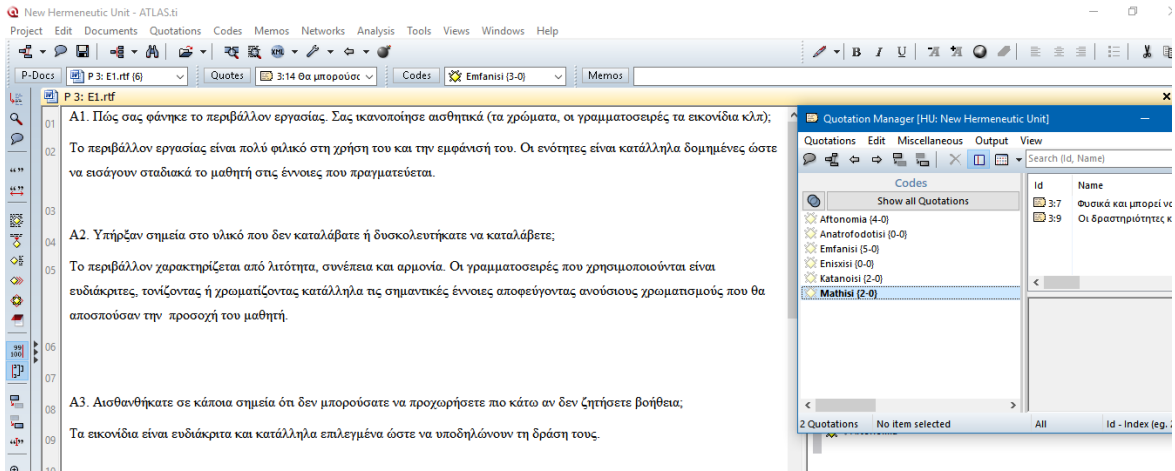 New Hermeneutic Unit - ATLAS.ti
Project Edit Documents Quotations Codes Memos Networks Analysis Tools Views Windows Help
P-Docs P 3: E1.rtf {6} Quotes 3:14 Θα μπορούσ Codes Emfanisi {3-0} Memos
P 3: E1.rtf
01 Α1. Πώς σας φάνηκε το περιβάλλον εργασίας. Σας ικανοποίησε αισθητικά (τα χρώματα, οι γραμματοσειρές τα εικονίδια κλπ);
02 Το περιβάλλον εργασίας είναι πολύ φιλικό στη χρήση του και την εμφάνισή του. Οι ενότητες είναι κατάλληλα δομημένες ώστε
να εισάγουν σταδιακά το μαθητή στις έννοιες που πραγματεύεται.
03
04 Α2. Υπήρξαν σημεία στο υλικό που δεν καταλάβατε ή δυσκολευτήκατε να καταλάβετε;
05 Το περιβάλλον χαρακτηρίζεται από λιτότητα, συνέπεια και αρμονία. Οι γραμματοσειρές που χρησιμοποιούνται είναι
ευδιάκριτες, τονίζοντας ή χρωματίζοντας κατάλληλα τις σημαντικές έννοιες αποφεύγοντας ανούσιους χρωματισμούς που θα
αποσπούσαν την προσοχή του μαθητή.
06
07
08 Α3. Αισθανθήκατε σε κάποια σημεία ότι δεν μπορούσατε να προχωρήσετε πιο κάτω αν δεν ζητήσετε βοήθεια;
09 Τα εικονίδια είναι ευδιάκριτα και κατάλληλα επιλεγμένα ώστε να υποδηλώνουν τη δράση τους.
10
Quotation Manager [HU: New Hermeneutic Unit]
Quotations Edit Miscellaneous Output View
Search (Id, Name)
Codes
Show all Quotations
Aftonomia {4-0}
Anatrofodotisi {0-0}
Emfanisi {5-0}
Enisxisi {0-0}
Katanoisi {2-0}
Mathisi {2-0}
Id Name
3:7 Φυσικά και μπορεί να
3:9 Οι δραστηριότητες κ
2 Quotations No item selected All Id - Index (eg. 2